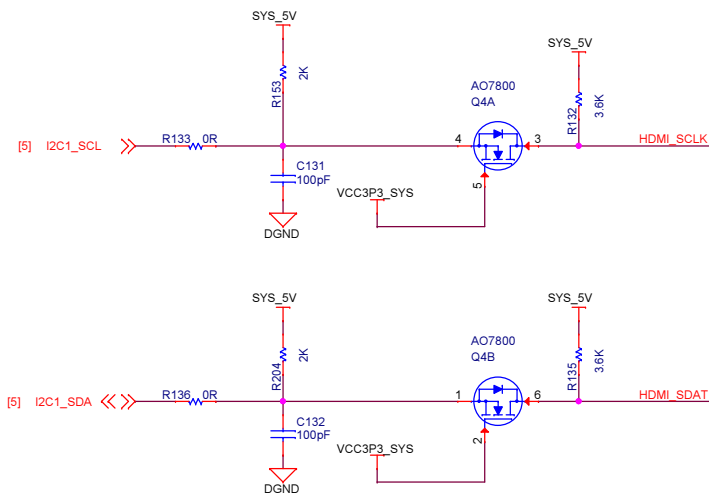 SYS_5V
R153
2K
SYS_5V
AO7800
Q4A
R132
3.6K
[5] I2C1_SCL
R133 0R
4
3
HDMI_SCLK
C131
100pF
VCC3P3_SYS
5
DGND
SYS_5V
R204
2K
SYS_5V
AO7800
Q4B
R135
3.6K
[5] I2C1_SDA
R136 0R
1
6
HDMI_SDAT
C132
100pF
VCC3P3_SYS
2
DGND